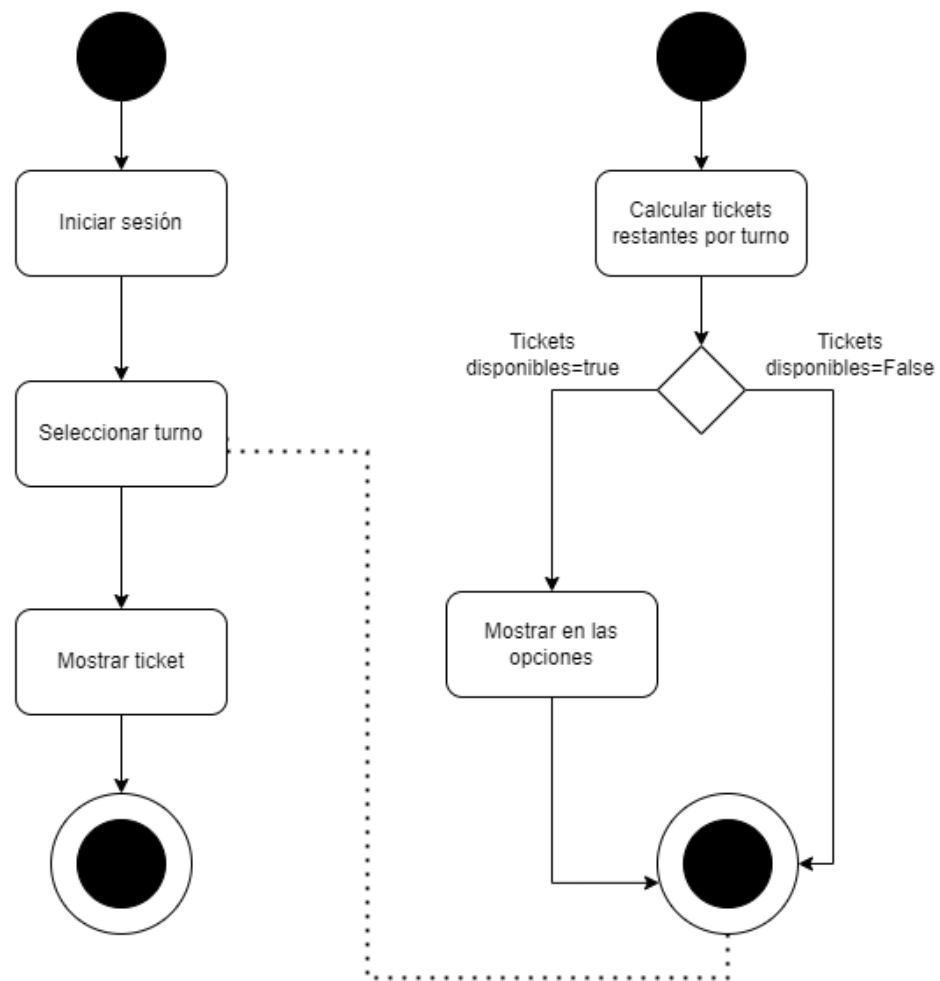 Iniciar sesión
Seleccionar turno
Mostrar ticket
Calcular tickets
restantes por turno
Tickets
disponibles=true
Tickets
disponibles=False
Mostrar en las
opciones